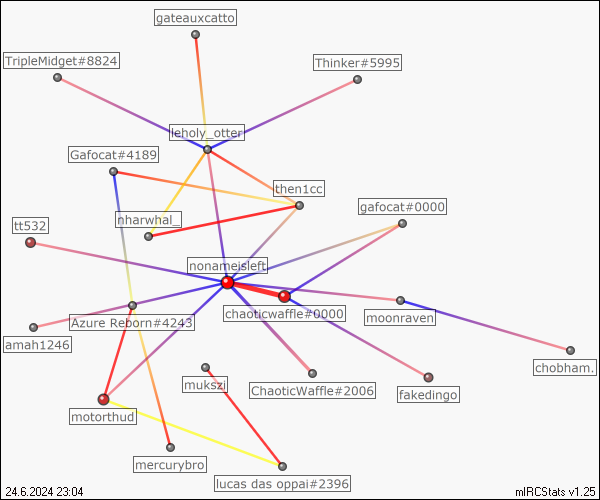 gateauxcatto
TripleMidget#8824
Thinker#5995
leholy_otter
Gafocat#4189
then1cc
gafocat#0000
nharwhal_
tt532
nonameisleft
chaoticwaffle#0000
moonraven
Azure Reborn#4243
amah1246
chobham.
mukszi
ChaoticWaffle#2006
fakedingo
motorthud
mercurybro
lucas das oppai#2396
24.6.2024 23:04
mIRCStats v1.25